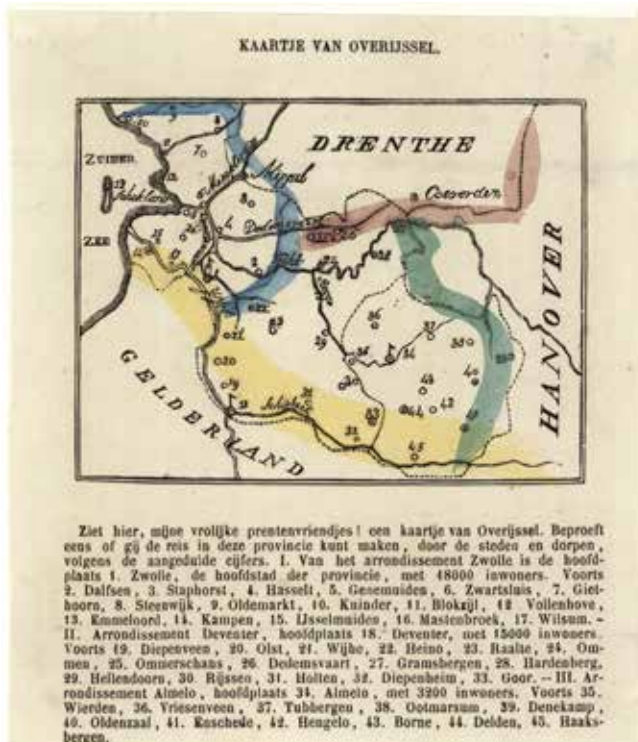 KAARTJE VAN OVERIJSSEL.
DRENTHE
ZUIDER
Meppel
Schokland
Coevorden
ZEE
Dedemsvaart
HANOVER
GELDERLAND
Ziet hier, mijne vrolijke prentenvriendjes! een kaartje van Overijssel. Beproeft
eens of gij de reis in deze provincie kunt maken, door de steden en dorpen,
volgens de aangeduide cijfers. I. Van het arrondissement Zwolle is de hoofd-
plaats 1. Zwolle, de hoofdstad der provincie, met 18000 inwoners. Voorts
2. Dalfsen, 3. Staphorst, 4. Hasselt, 5. Genemuiden, 6. Zwartsluis, 7. Giet-
hoorn, 8. Steenwijk, 9. Oldemarkt, 10. Kuinder, 11. Blokzijl, 12 Vollenhove,
13. Emmeloord, 14. Kampen, 15. IJsselmuiden, 16. Mastenbroek, 17. Wilsum. –
II. Arrondissement Deventer, hoofdplaats 18. Deventer, met 15000 inwoners.
Voorts 19. Diepenveen, 20. Olst, 21. Wijhe, 22. Heino, 23. Raalte, 24. Om-
men, 25. Ommerschans, 26. Dedemsvaart, 27. Gramsbergen, 28. Hardenberg,
29. Hellendoorn, 30. Rijssen, 31. Holten, 32. Diepenheim, 33. Goor. – III. Ar-
rondissement Almelo, hoofdplaats 34. Almelo, met 3200 inwoners. Voorts 35.
Wierden, 36. Vriesenveen, 37. Tubbergen, 38. Ootmarsum, 39. Denekamp,
40. Oldenzaal, 41. Enschede, 42. Hengelo, 43. Borne, 44. Delden, 45. Haaks-
bergen.